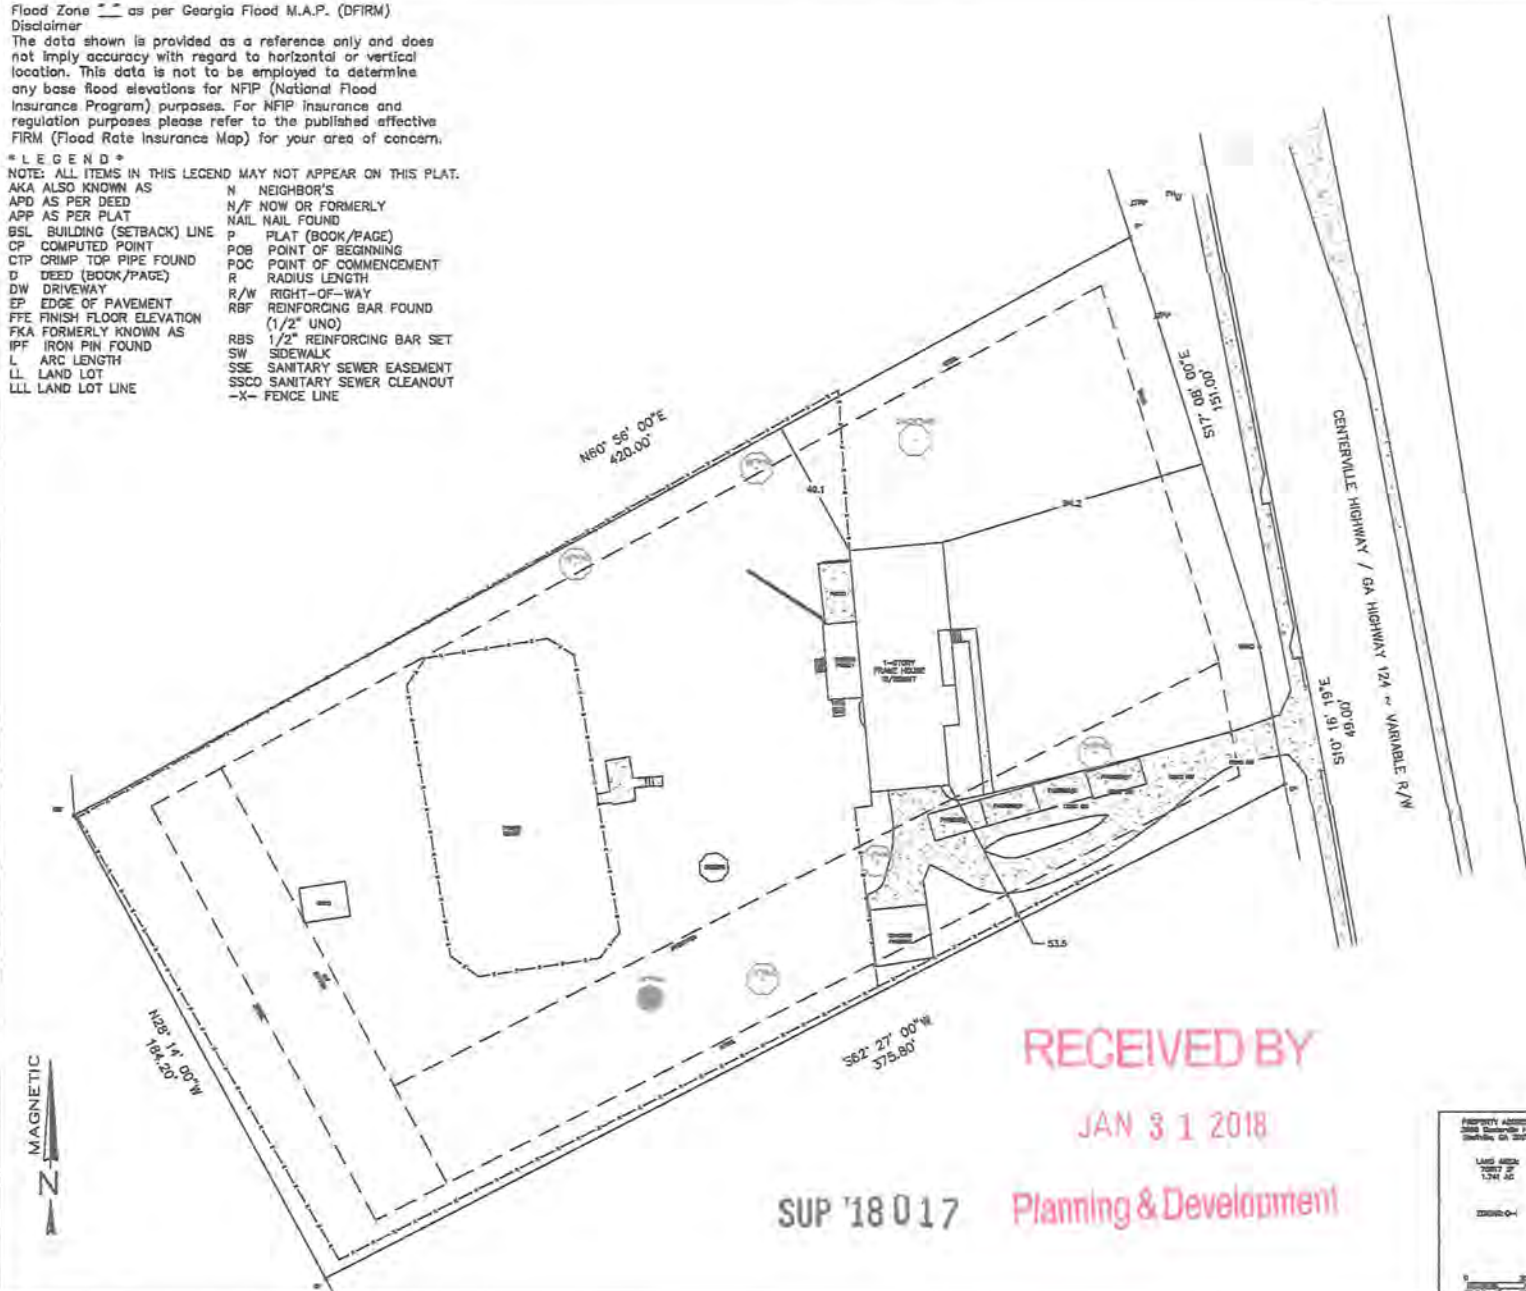 Flood Zone "_" as per Georgia Flood M.A.P. (DFIRM)
Disclaimer
The data shown is provided as a reference only and does
not imply accuracy with regard to horizontal or vertical
location. This data is not to be employed to determine
any base flood elevations for NFIP (National Flood
Insurance Program) purposes. For NFIP insurance and
regulation purposes please refer to the published effective
FIRM (Flood Rate Insurance Map) for your area of concern.
* L E G E N D *
NOTE: ALL ITEMS IN THIS LEGEND MAY NOT APPEAR ON THIS PLAT.
AKA ALSO KNOWN AS
APD AS PER DEED
APP AS PER PLAT
BSL BUILDING (SETBACK) LINE
CP COMPUTED POINT
CTP CRIMP TOP PIPE FOUND
D DEED (BOOK/PAGE)
DW DRIVEWAY
EP EDGE OF PAVEMENT
FFE FINISH FLOOR ELEVATION
FKA FORMERLY KNOWN AS
IPF IRON PIN FOUND
L ARC LENGTH
LL LAND LOT
LLL LAND LOT LINE
N NEIGHBOR'S
N/F NOW OR FORMERLY
NAIL NAIL FOUND
P PLAT (BOOK/PAGE)
POB POINT OF BEGINNING
POC POINT OF COMMENCEMENT
R RADIUS LENGTH
R/W RIGHT-OF-WAY
RBF REINFORCING BAR FOUND
(1/2" UNO)
RBS 1/2" REINFORCING BAR SET
SW SIDEWALK
SSE SANITARY SEWER EASEMENT
SSCO SANITARY SEWER CLEANOUT
-X- FENCE LINE
N60° 56' 00"E
420.00'
S17° 08' 00"E
151.00'
CENTERVILLE HIGHWAY / GA HIGHWAY 124 ~ VARIABLE R/W
S10° 16' 19"E
49.00'
40.1
94.2
1-STORY
FRAME HOUSE
53.5
S62° 27' 00"W
375.80'
N28° 14' 00"W
184.20'
MAGNETIC
N
RECEIVED BY
JAN 3 1 2018
SUP '18 017
Planning & Development
LAND AREA:
1.741 AC